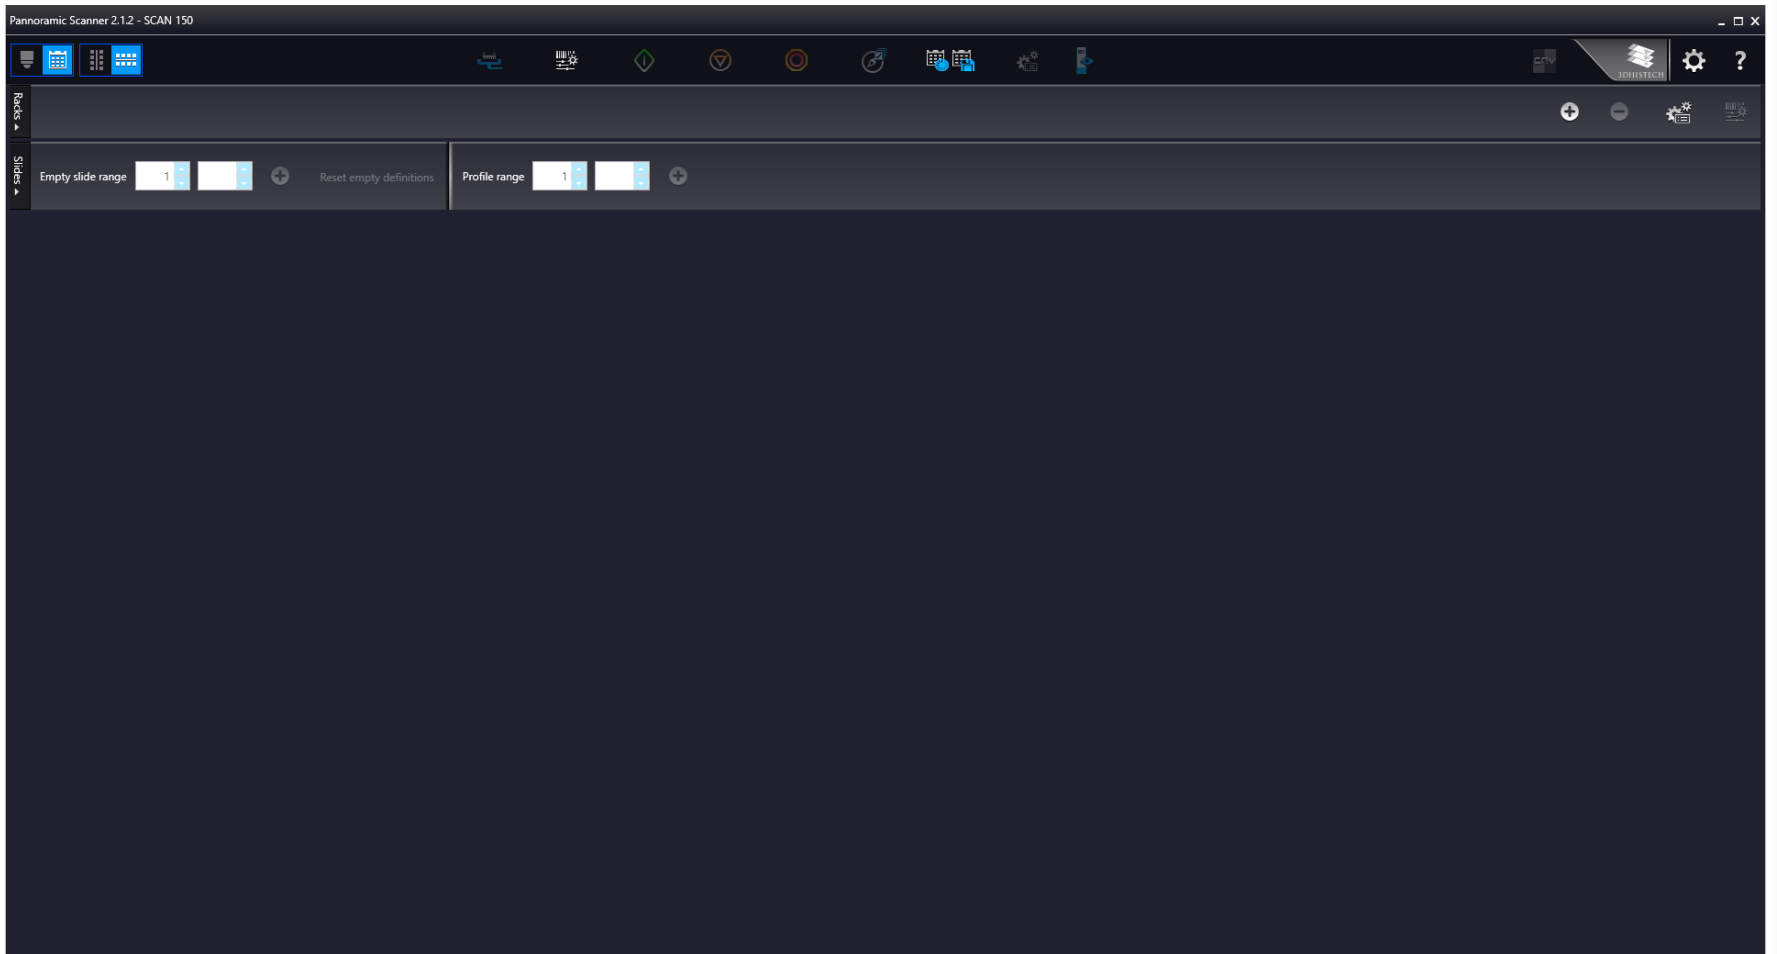 Pannoramic Scanner 2.1.2 - SCAN 150
3DHISTECH
?
Racks
Slides
Empty slide range 1
Reset empty definitions
Profile range 1